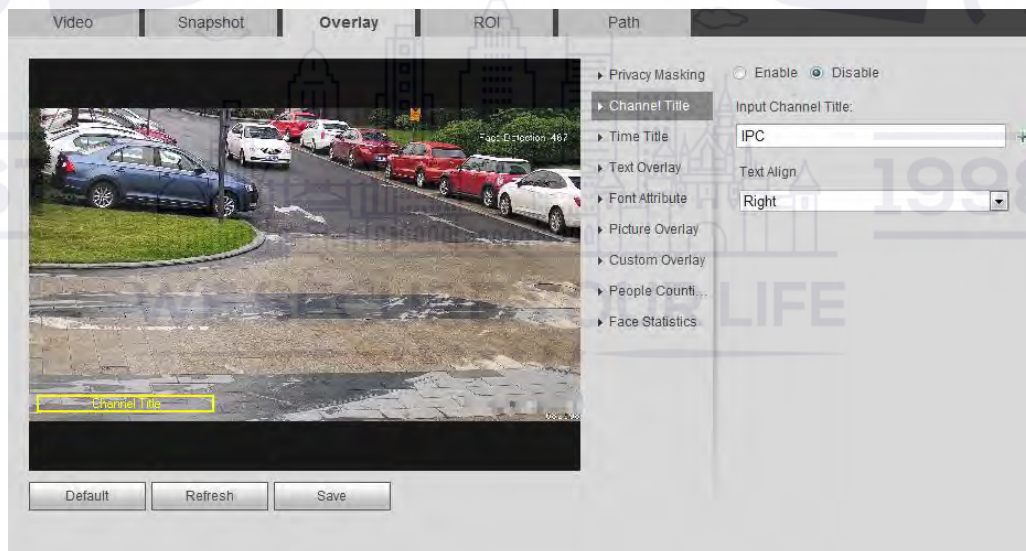 Video Snapshot Overlay ROI Path
Privacy Masking
Enable Disable
Channel Title
Input Channel Title:
Time Title
IPC
Face Detection 467
Text Overlay
Text Align
Font Attribute
Right
1998
Picture Overlay
Custom Overlay
People Counti...
LIFE
Face Statistics
Channel Title
Default Refresh Save